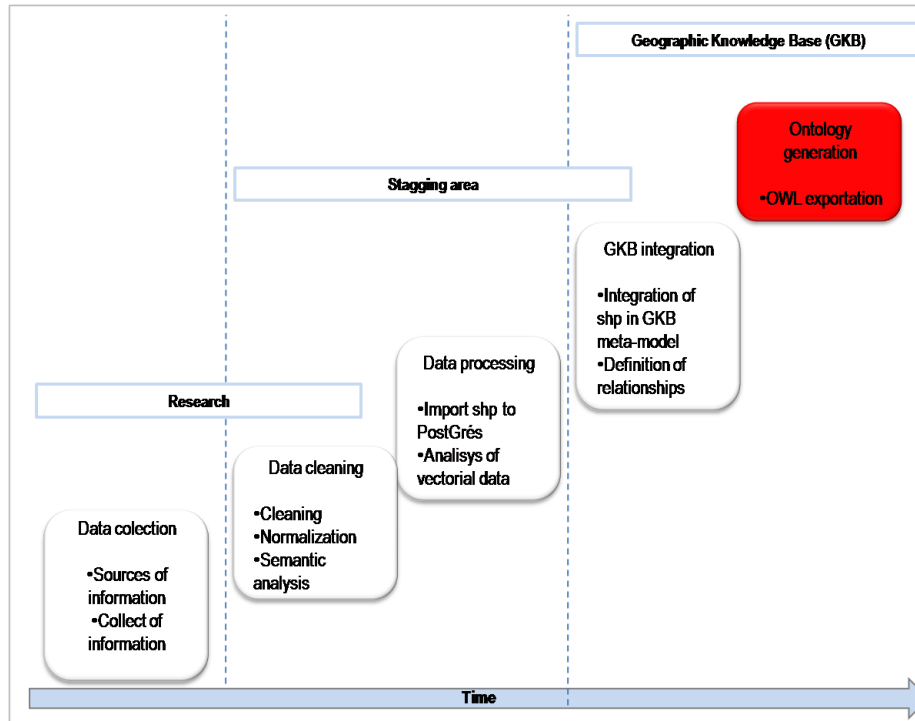 Geographic Knowledge Base (GKB)
Ontology
generation
•OWL exportation
Stagging area
GKB integration
•Integration of
shp in GKB
meta-model
•Definition of
relationships
Data processing
•Import shp to
PostGrés
•Analisys of
vectorial data
Research
Data cleaning
•Cleaning
•Normalization
•Semantic
analysis
Data colection
•Sources of
information
•Collect of
information
Time